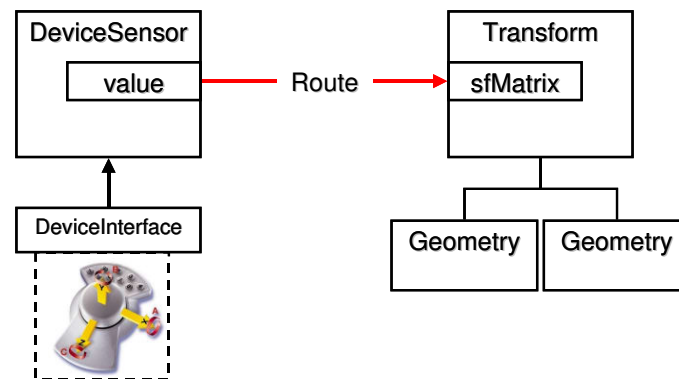 DeviceSensor
Transform
value
Route
sfMatrix
DeviceInterface
Geometry
Geometry
B
A
C